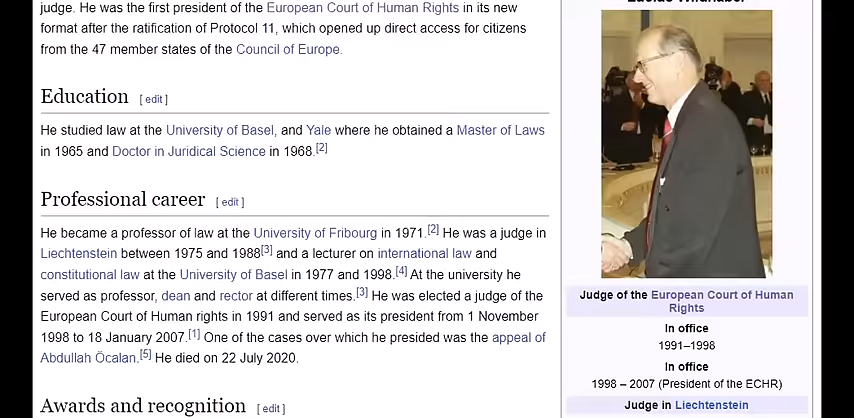 judge. He was the first president of the European Court of Human Rights in its new
format after the ratification of Protocol 11, which opened up direct access for citizens
from the 47 member states of the Council of Europe.
Education [ edit ]
He studied law at the University of Basel, and Yale where he obtained a Master of Laws
in 1965 and Doctor in Juridical Science in 1968.[2]
Professional career [ edit ]
He became a professor of law at the University of Fribourg in 1971.[2] He was a judge in
Liechtenstein between 1975 and 1988[3] and a lecturer on international law and
constitutional law at the University of Basel in 1977 and 1998.[4] At the university he
served as professor, dean and rector at different times.[3] He was elected a judge of the
European Court of Human rights in 1991 and served as its president from 1 November
1998 to 18 January 2007.[1] One of the cases over which he presided was the appeal of
Abdullah Öcalan.[5] He died on 22 July 2020.
Awards and recognition [ edit ]
Judge of the European Court of Human
Rights
In office
1991–1998
In office
1998 – 2007 (President of the ECHR)
Judge in Liechtenstein